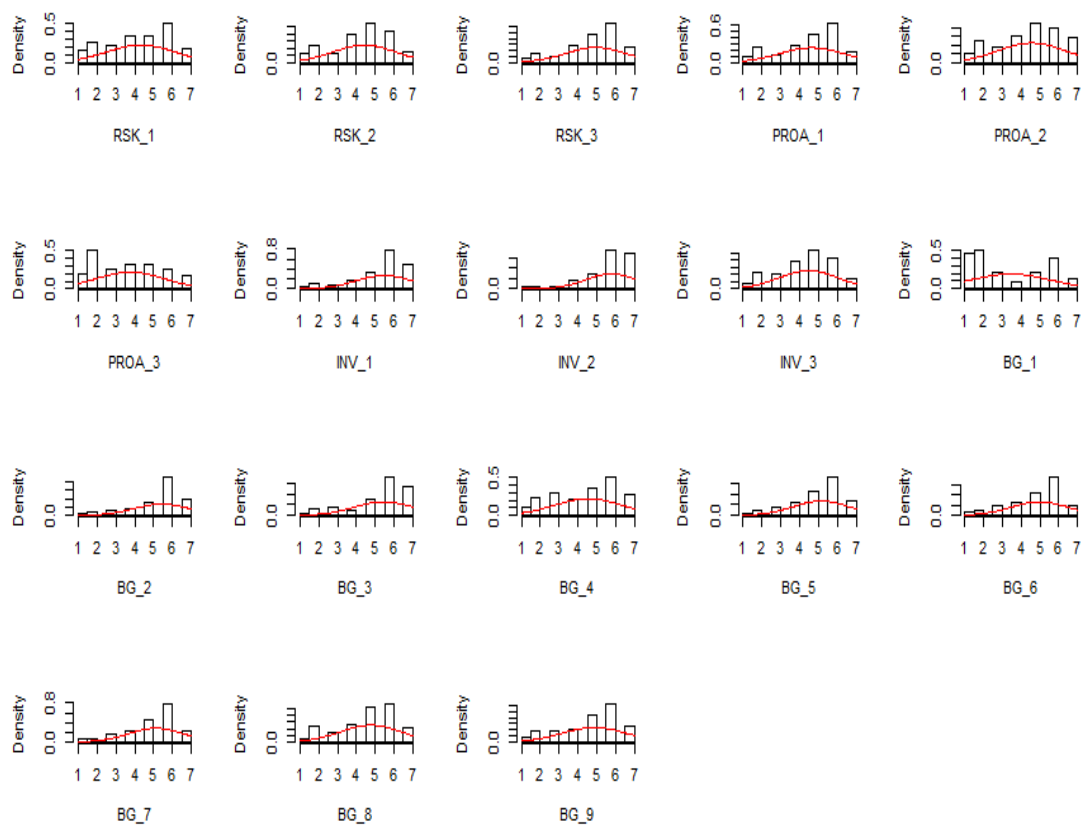 Density 0.0 0.5 1 2 3 4 5 6 7 RSK_1
Density 0.0 1 2 3 4 5 6 7 RSK_2
Density 0.0 1 2 3 4 5 6 7 RSK_3
Density 0.0 0.6 1 2 3 4 5 6 7 PROA_1
Density 0.0 1 2 3 4 5 6 7 PROA_2
Density 0.0 0.5 1 2 3 4 5 6 7 PROA_3
Density 0.0 0.8 1 2 3 4 5 6 7 INV_1
Density 0.0 1 2 3 4 5 6 7 INV_2
Density 0.0 1 2 3 4 5 6 7 INV_3
Density 0.0 0.5 1 2 3 4 5 6 7 BG_1
Density 0.0 1 2 3 4 5 6 7 BG_2
Density 0.0 1 2 3 4 5 6 7 BG_3
Density 0.0 0.5 1 2 3 4 5 6 7 BG_4
Density 0.0 1 2 3 4 5 6 7 BG_5
Density 0.0 1 2 3 4 5 6 7 BG_6
Density 0.0 0.8 1 2 3 4 5 6 7 BG_7
Density 0.0 1 2 3 4 5 6 7 BG_8
Density 0.0 1 2 3 4 5 6 7 BG_9